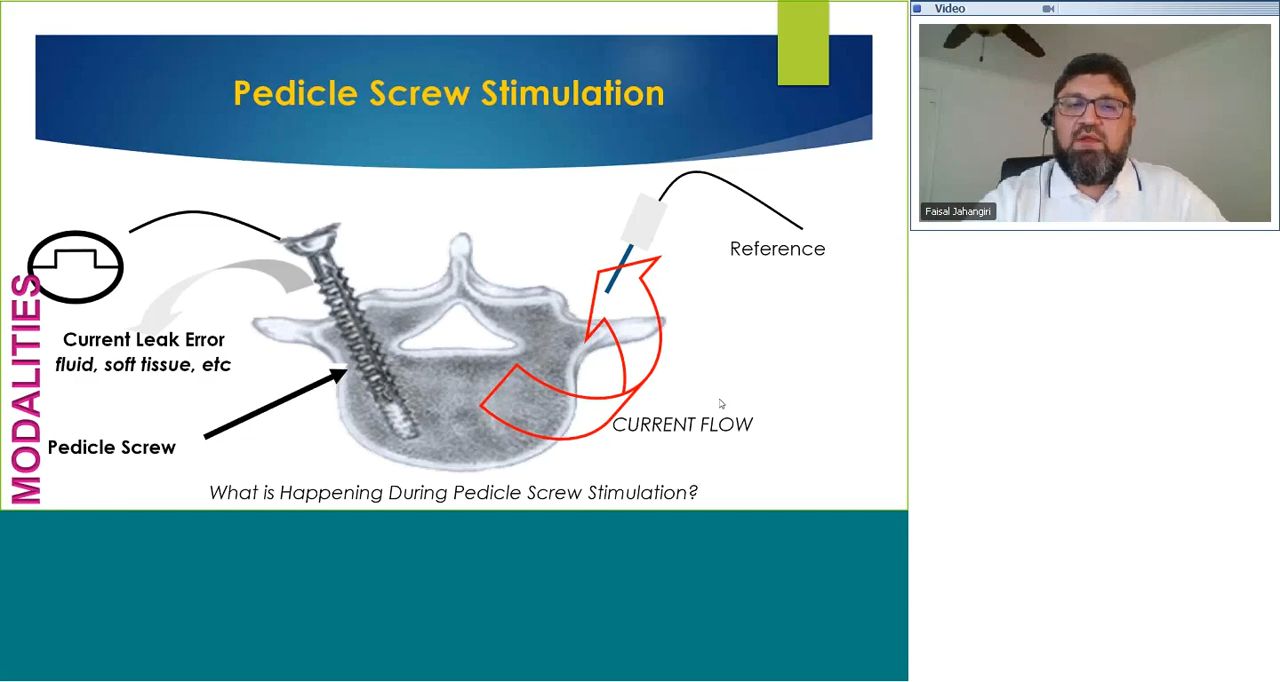 Pedicle Screw Stimulation
Reference
Current Leak Error
fluid, soft tissue, etc
Pedicle Screw
CURRENT FLOW
What is Happening During Pedicle Screw Stimulation?
MODALITIES
Video
Faisal Jahangiri